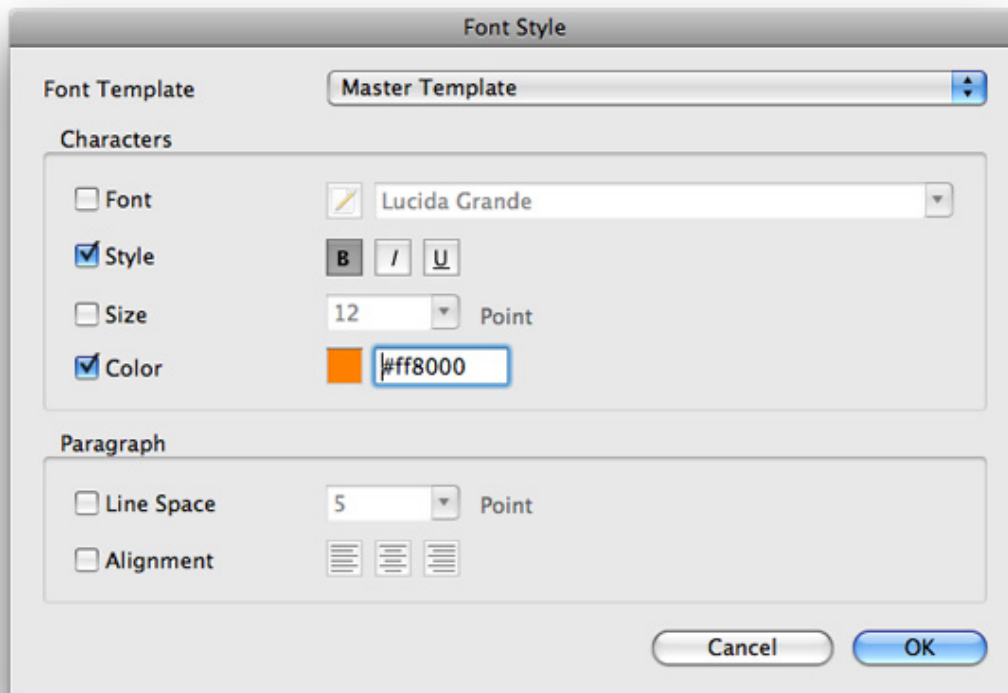 Font Style
Font Template Master Template
Characters
Font Lucida Grande
Style B I U
Size 12 Point
Color #ff8000
Paragraph
Line Space 5 Point
Alignment
Cancel OK